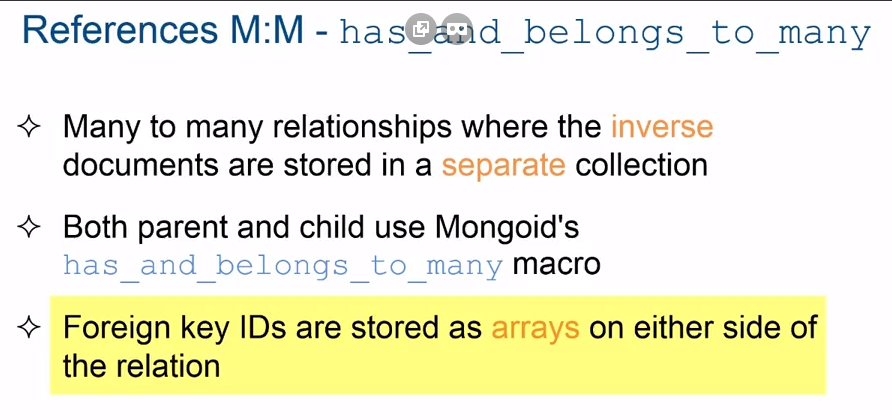 References M:M - has_and_belongs_to_many
Many to many relationships where the inverse
documents are stored in a separate collection
Both parent and child use Mongoid's
has_and_belongs_to_many macro
Foreign key IDs are stored as arrays on either side of
the relation